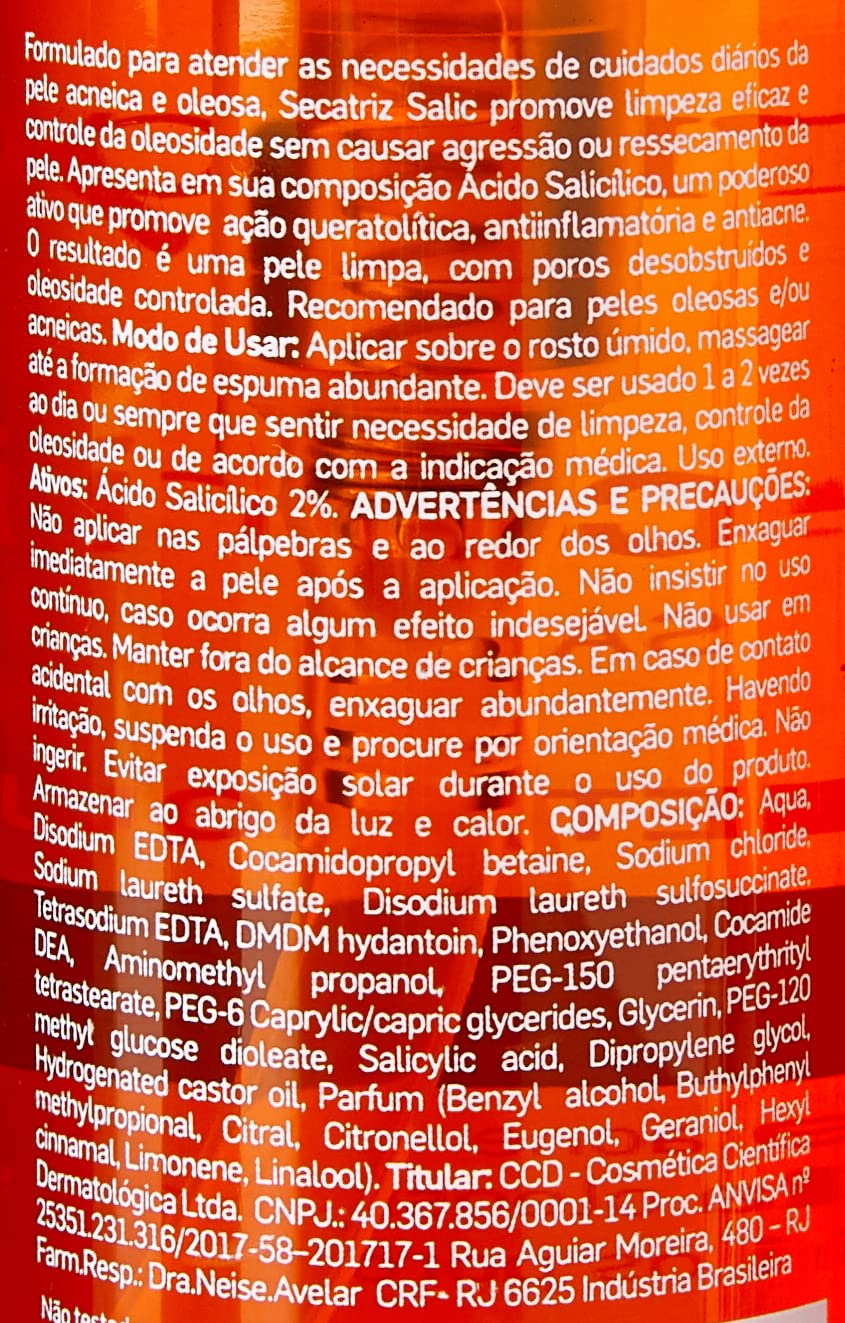 Formulado para atender as necessidades de cuidados diários da
pele acneica e oleosa, Secatriz Salic promove limpeza eficaz e
controle da oleosidade sem causar agressão ou ressecamento da
pele. Apresenta em sua composição Ácido Salicílico, um poderoso
ativo que promove ação queratolítica, antiinflamatória e antiacne.
O resultado é uma pele limpa, com poros desobstruídos e
oleosidade controlada. Recomendado para peles oleosas e/ou
acneicas. Modo de Usar: Aplicar sobre o rosto úmido, massagear
até a formação de espuma abundante. Deve ser usado 1 a 2 vezes
ao dia ou sempre que sentir necessidade de limpeza, controle da
oleosidade ou de acordo com a indicação médica. Uso externo.
Ativos: Ácido Salicílico 2%. ADVERTÊNCIAS E PRECAUÇÕES:
Não aplicar nas pálpebras e ao redor dos olhos. Enxaguar
imediatamente a pele após a aplicação. Não insistir no uso
contínuo, caso ocorra algum efeito indesejável. Não usar em
crianças. Manter fora do alcance de crianças. Em caso de contato
acidental com os olhos, enxaguar abundantemente. Havendo
irritação, suspenda o uso e procure por orientação médica. Não
ingerir. Evitar exposição solar durante o uso do produto.
Armazenar ao abrigo da luz e calor. COMPOSIÇÃO: Aqua,
Disodium EDTA, Cocamidopropyl betaine, Sodium chloride,
Sodium laureth sulfate, Disodium laureth sulfosuccinate,
Tetrasodium EDTA, DMDM hydantoin, Phenoxyethanol, Cocamide
DEA, Aminomethyl propanol, PEG-150 pentaerythrityl
tetrastearate, PEG-6 Caprylic/capric glycerides, Glycerin, PEG-120
methyl glucose dioleate, Salicylic acid, Dipropylene glycol,
Hydrogenated castor oil, Parfum (Benzyl alcohol, Buthylphenyl
methylpropional, Citral, Citronellol, Eugenol, Geraniol, Hexyl
cinnamal, Limonene, Linalool). Titular: CCD - Cosmética Científica
Dermatológica Ltda. CNPJ.: 40.367.856/0001-14 Proc. ANVISA nº
25351.231.316/2017-58-201717-1 Rua Aguiar Moreira, 480 - RJ
Farm.Resp.: Dra.Neise.Avelar CRF- RJ 6625 Indústria Brasileira
Não